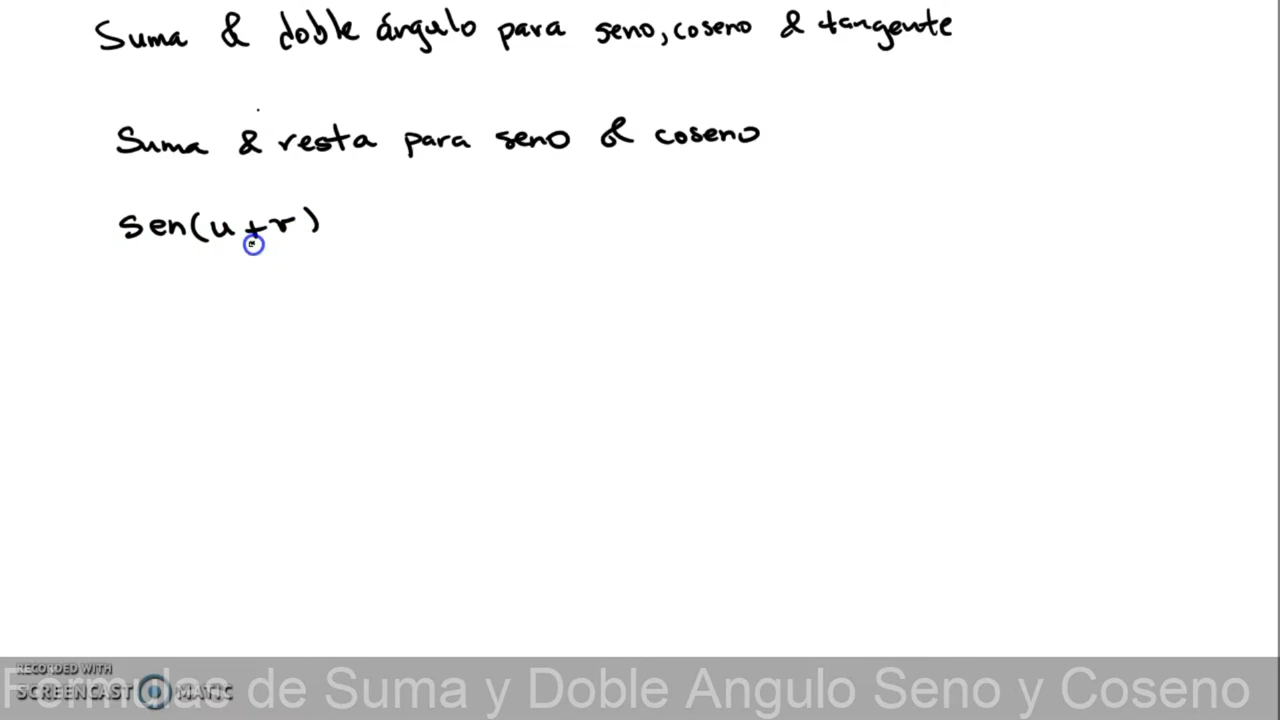 Suma & doble ángulo para seno, coseno & tangente
Suma & resta para seno & coseno
sen(u+v)
RECORDED WITH
SCREENCAST MATIC
Formulas de Suma y Doble Angulo Seno y Coseno